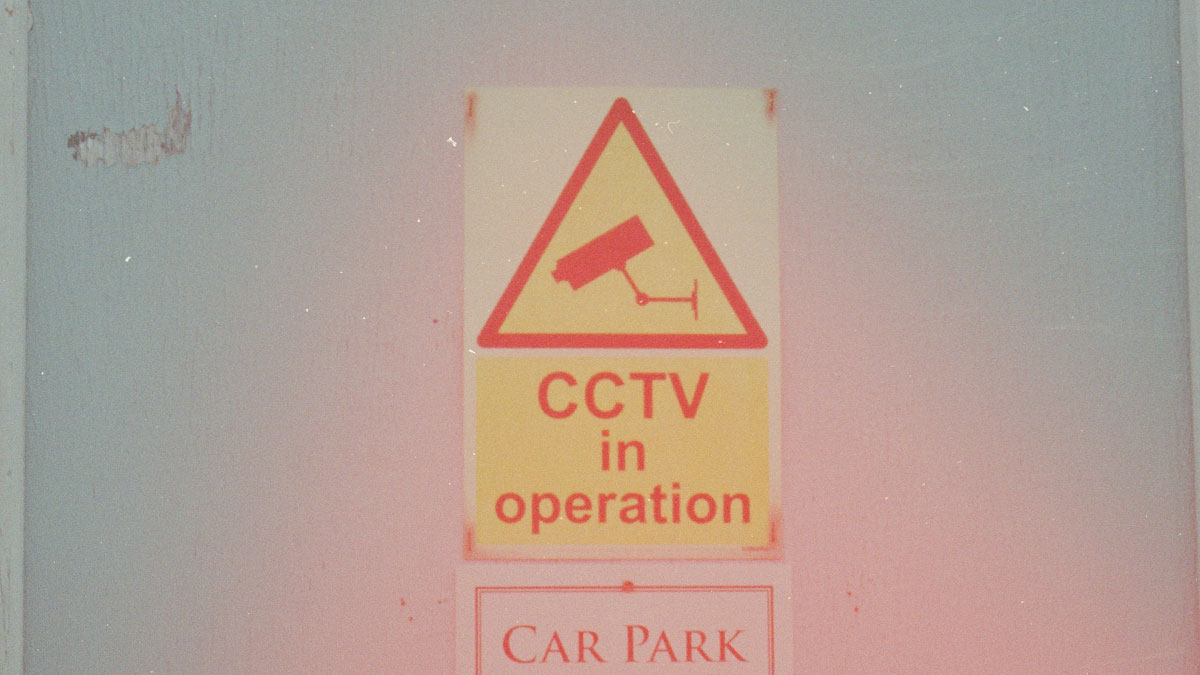 CCTV
in
operation
CAR PARK